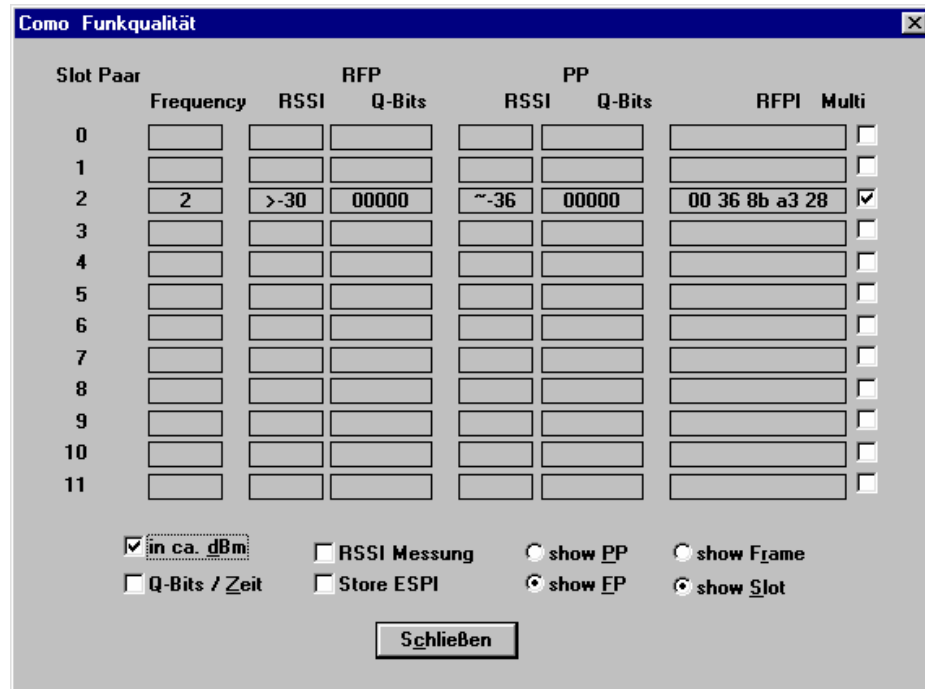 Como Funkqualität
Slot Paar RFP PP
Frequency RSSI Q-Bits RSSI Q-Bits RFPI Multi
0
1
2 2 >-30 00000 ~-36 00000 00 36 8b a3 28
3
4
5
6
7
8
9
10
11
in ca. dBm RSSI Messung show PP show Frame
Q-Bits / Zeit Store ESPI show FP show Slot
Schließen